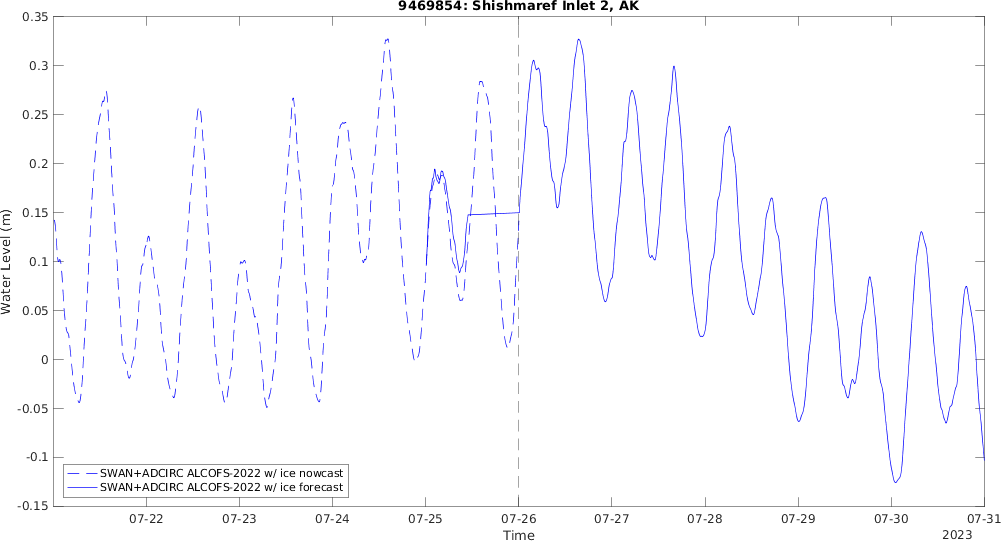 9469854: Shishmaref Inlet 2, AK
0.35
0.3
0.25
0.2
0.15
0.1
0.05
0
-0.05
-0.1
-0.15
Water Level (m)
SWAN+ADCIRC ALCOFS-2022 w/ ice nowcast
SWAN+ADCIRC ALCOFS-2022 w/ ice forecast
07-22 07-23 07-24 07-25 07-26 07-27 07-28 07-29 07-30 07-31
Time
2023